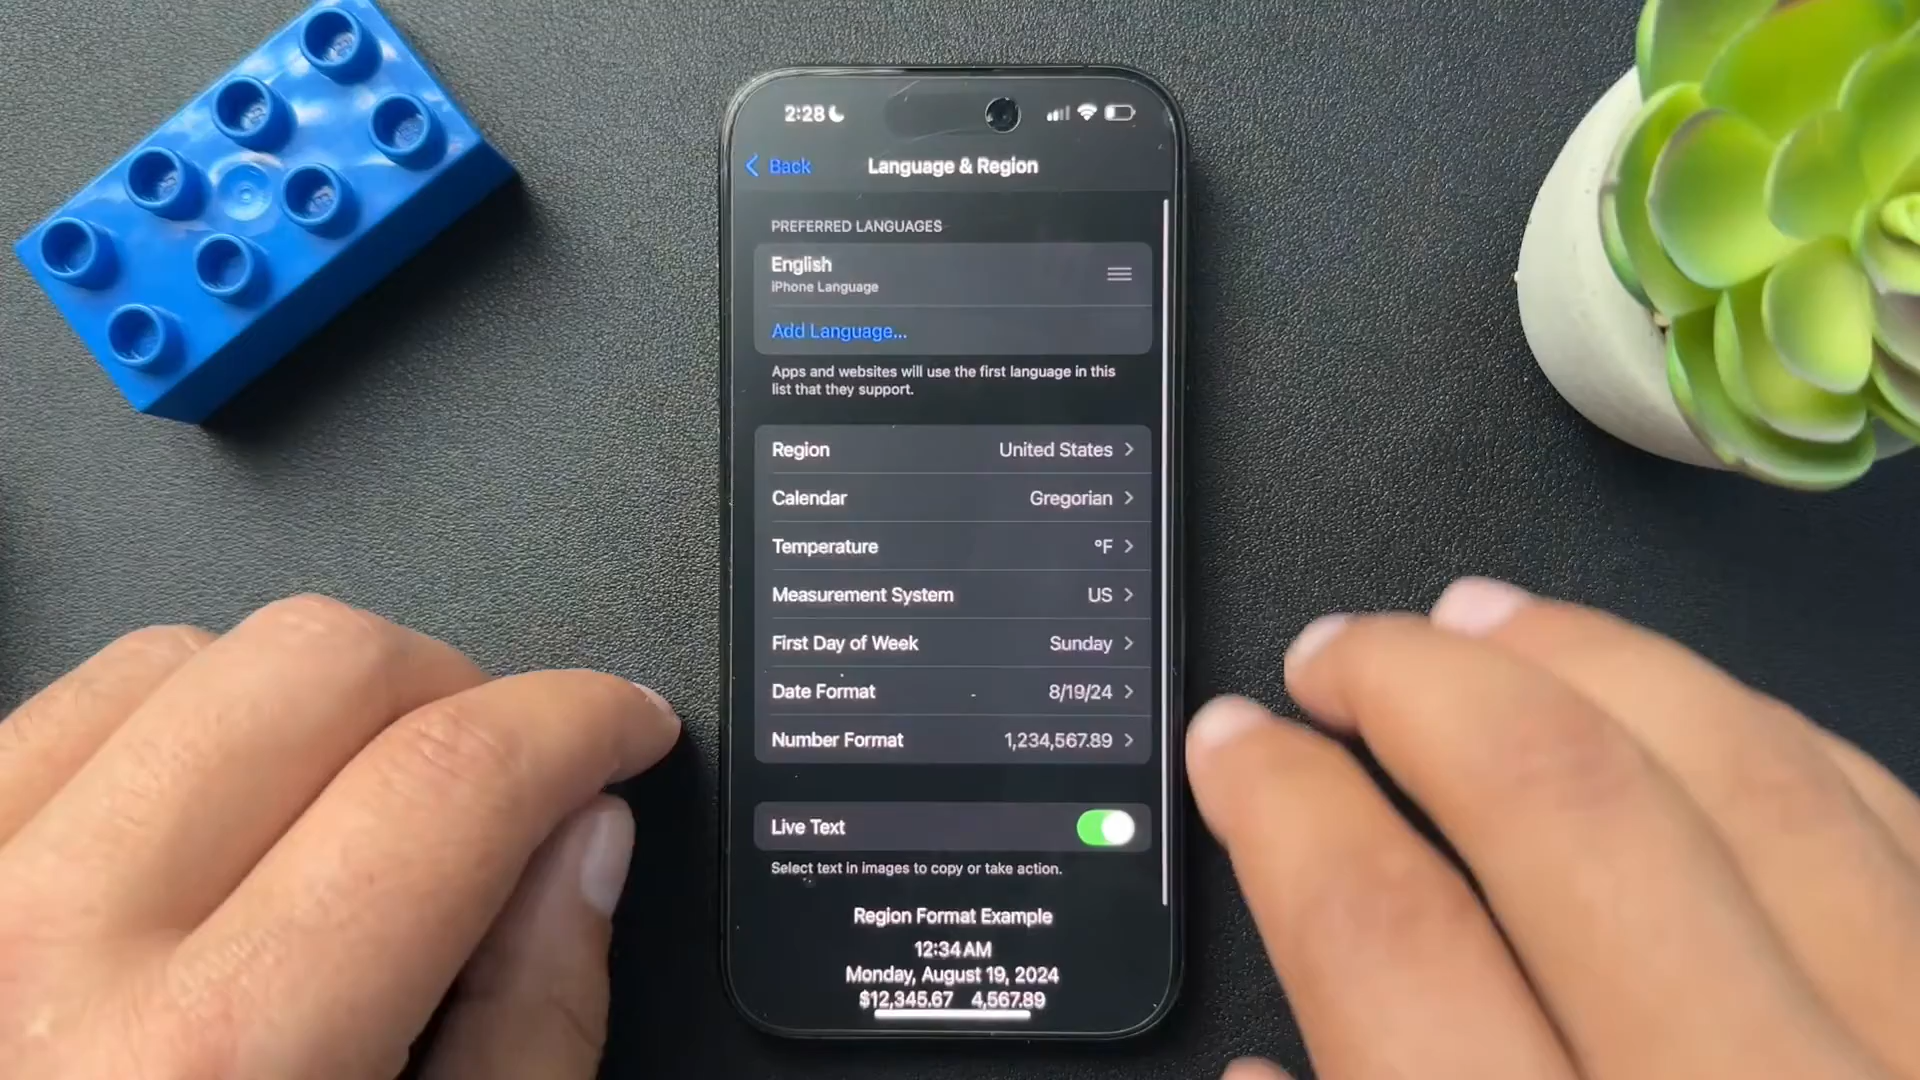 2:28
Back
Language & Region
PREFERRED LANGUAGES
English
iPhone Language
Add Language...
Apps and websites will use the first language in this
list that they support.
Region United States
Calendar Gregorian
Temperature °F
Measurement System US
First Day of Week Sunday
Date Format 8/19/24
Number Format 1,234,567.89
Live Text
Select text in images to copy or take action.
Region Format Example
12:34 AM
Monday, August 19, 2024
$12,345.67 4,567.89